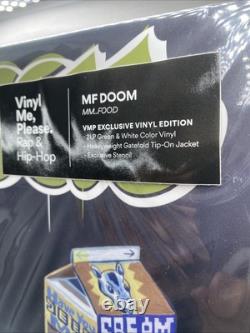 Vinyl
Me,
Please.
Rap &
Hip-Hop
MF DOOM
MM..FOOD
VMP EXCLUSIVE VINYL EDITION
- 2LP Green & White Color Vinyl
- Heavyweight Gatefold Tip-On Jacket
- Exclusive Stencil
CREAM